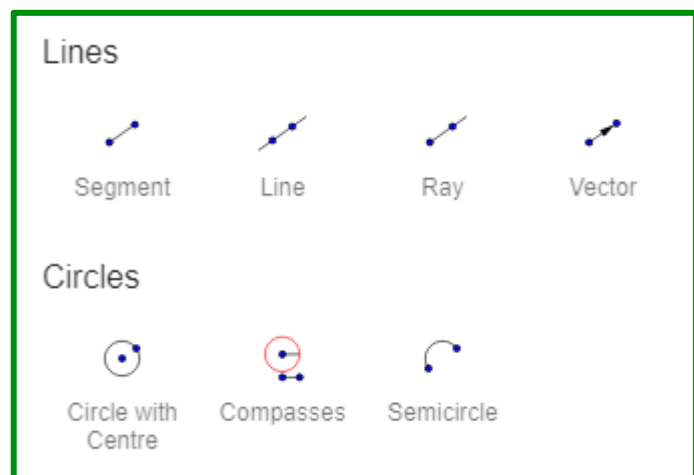 Lines
Segment Line Ray Vector
Circles
Circle with Compasses Semicircle
Centre